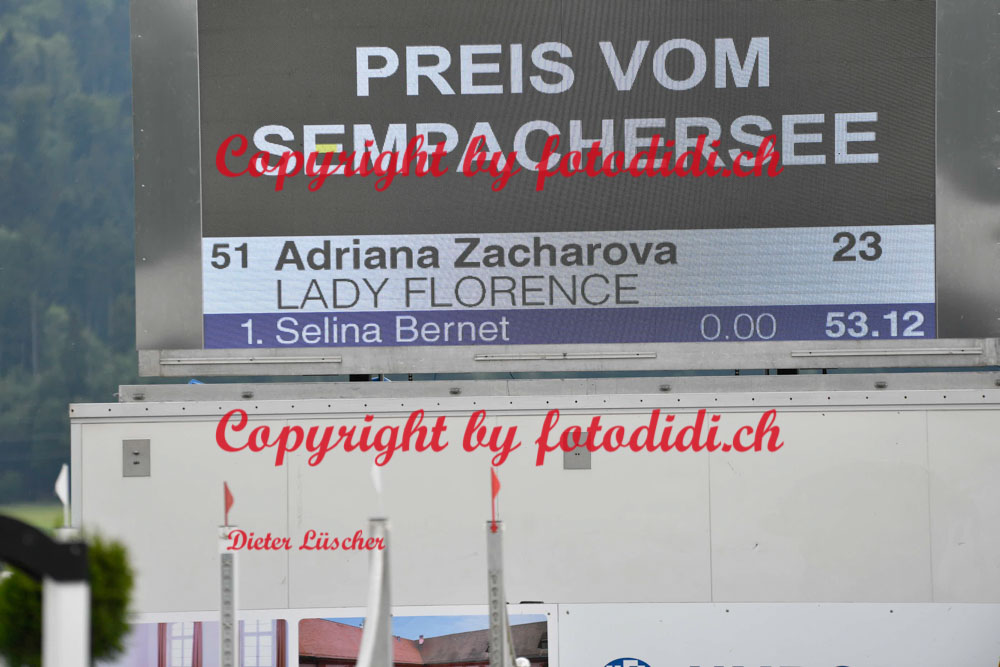 PREIS VOM
SEMPACHERSEE
Copyright by fotodidi.ch
51 Adriana Zacharova 23
LADY FLORENCE
1. Selina Bernet 0.00 53.12
Copyright by fotodidi.ch
Dieter Lüscher